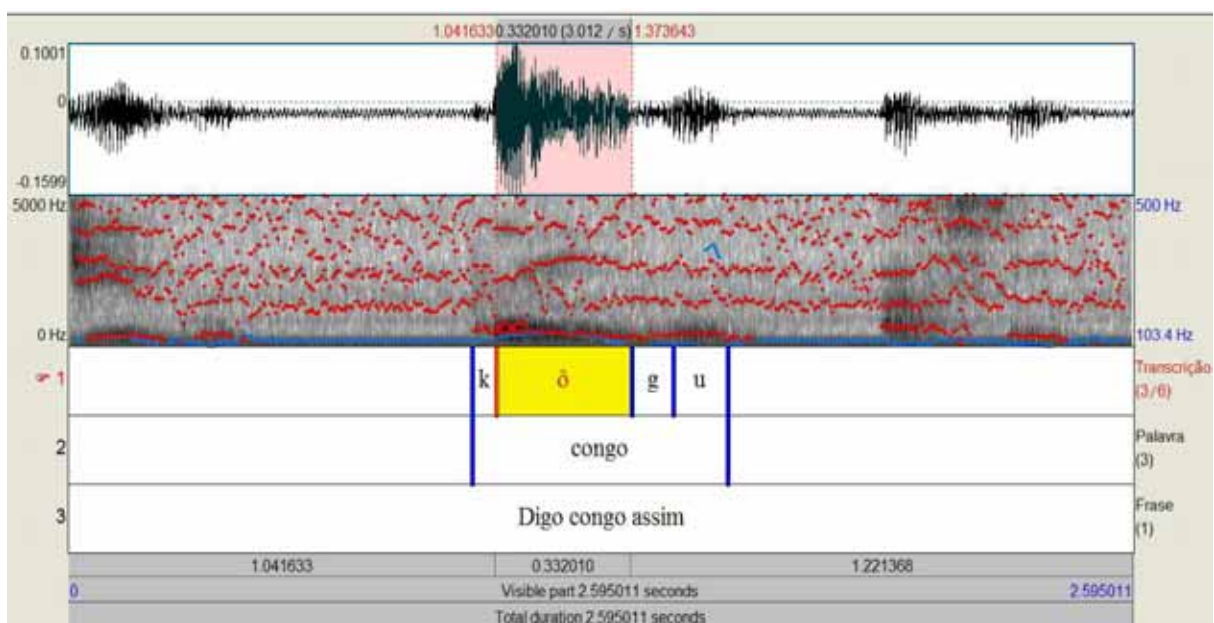 1.041633 0.332010 (3.012 / s) 1.373643
0.1001
0
-0.1599
5000 Hz 500 Hz
0 Hz 103.4 Hz
1 k õ g u Transcrição (3/6)
2 congo Palavra (3)
3 Digo congo assim Frase (1)
1.041633 0.332010 1.221368
0 Visible part 2.595011 seconds 2.595011
Total duration 2.595011 seconds